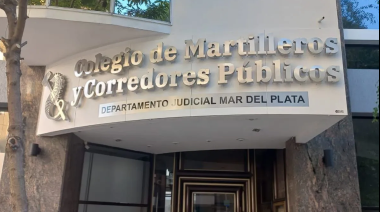 Colegio de Martilleros
y Corredores Públicos
DEPARTAMENTO JUDICIAL MAR DEL PLATA